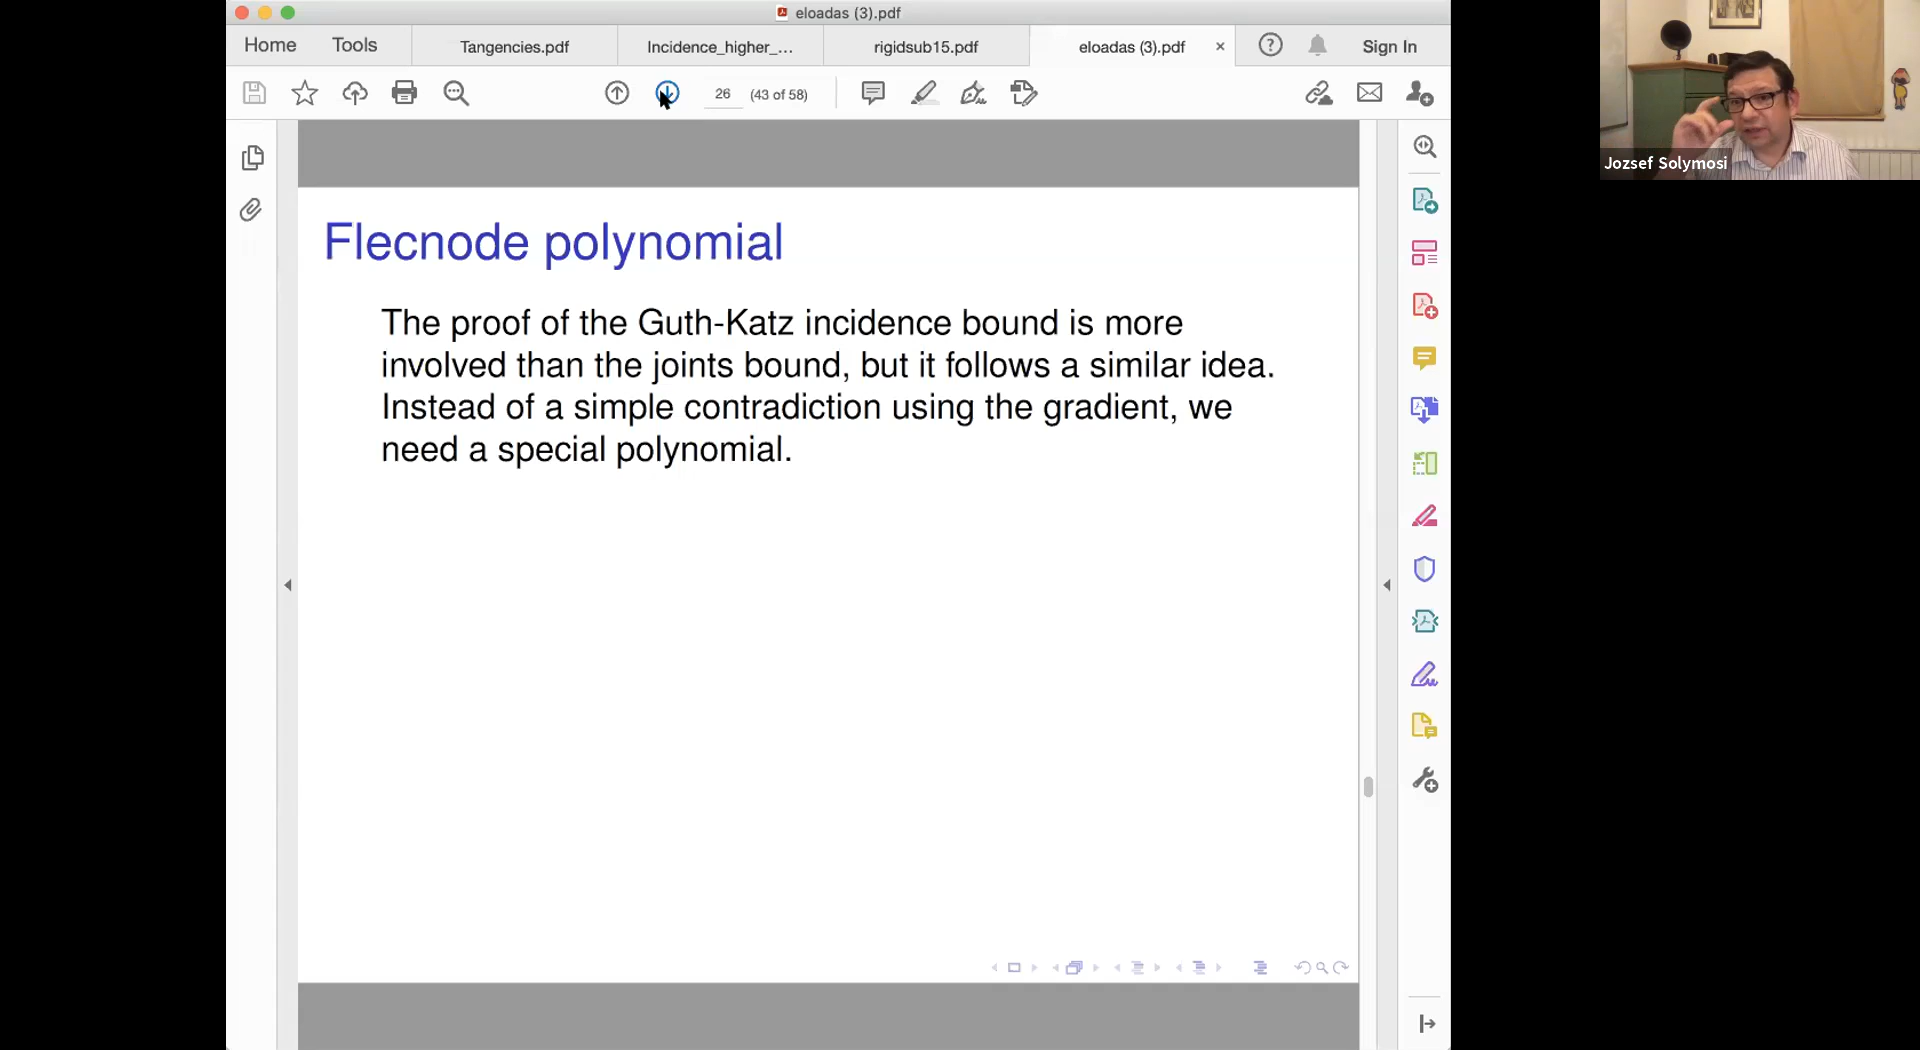 eloadas (3).pdf
Home
Tools
Tangencies.pdf
Incidence_higher_...
rigidsub15.pdf
eloadas (3).pdf
×
?
Sign In
26
(43 of 58)
Jozsef Solymosi
Flecnode polynomial
The proof of the Guth-Katz incidence bound is more
involved than the joints bound, but it follows a similar idea.
Instead of a simple contradiction using the gradient, we
need a special polynomial.